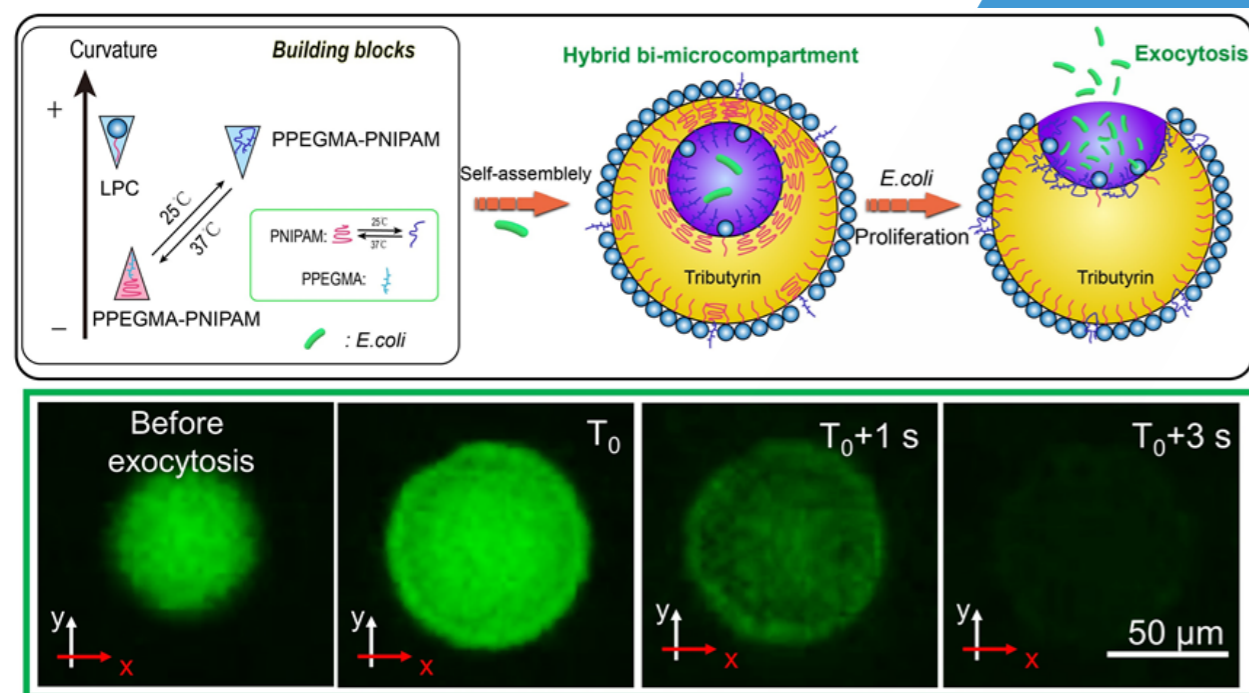 Curvature
Building blocks
+
LPC
PPEGMA-PNIPAM
25℃
37℃
PNIPAM:
25℃
37℃
PPEGMA:
PPEGMA-PNIPAM
−
: E.coli
Self-assemblely
Hybrid bi-microcompartment
Tributyrin
E.coli
Proliferation
Exocytosis
Tributyrin
Before
exocytosis
y
x
T₀
y
x
T₀+1 s
y
x
T₀+3 s
y
x
50 μm